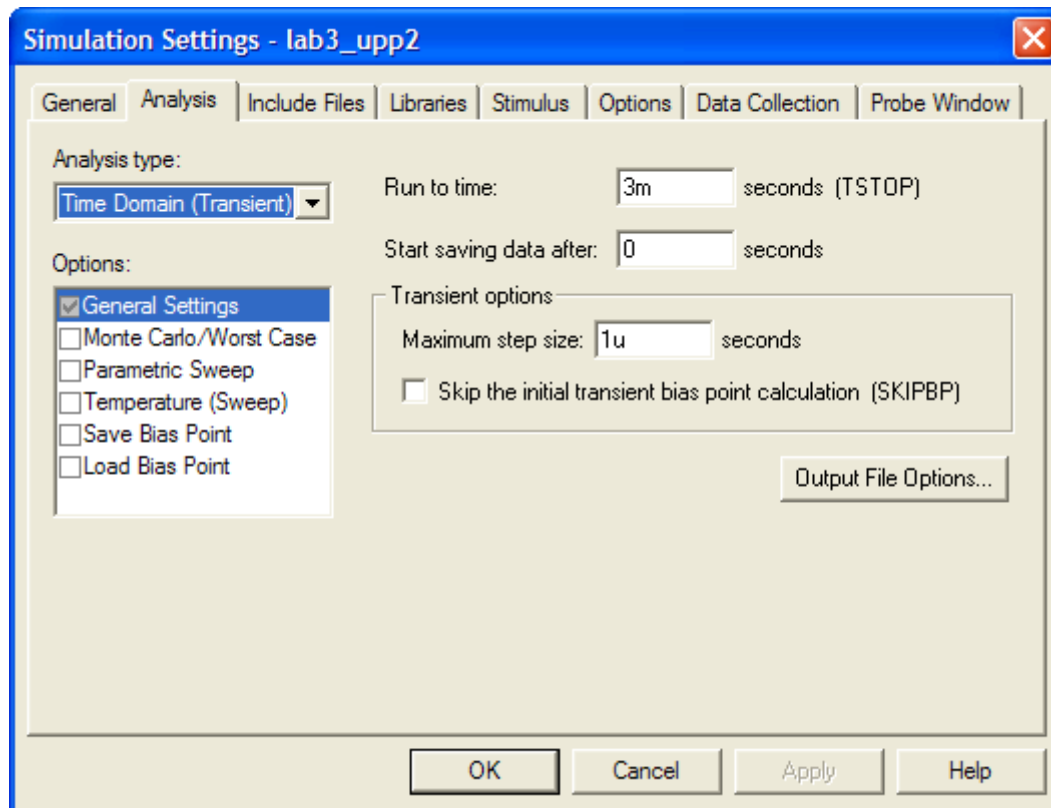 Simulation Settings - lab3_upp2
General Analysis Include Files Libraries Stimulus Options Data Collection Probe Window
Analysis type:
Time Domain (Transient)
Options:
General Settings
Monte Carlo/Worst Case
Parametric Sweep
Temperature (Sweep)
Save Bias Point
Load Bias Point
Run to time: 3m seconds (TSTOP)
Start saving data after: 0 seconds
Transient options
Maximum step size: 1u seconds
Skip the initial transient bias point calculation (SKIPBP)
Output File Options...
OK Cancel Apply Help